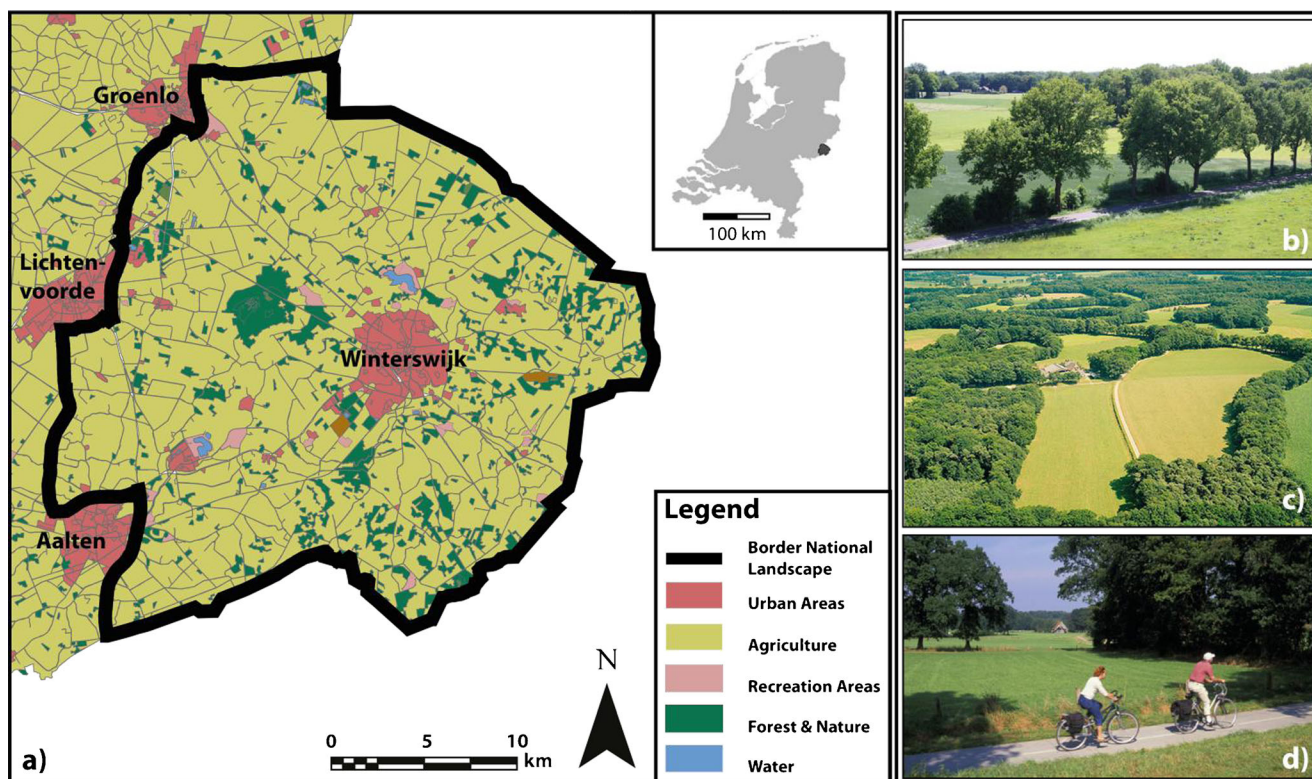 Groenlo
Lichten-
voorde
Winterswijk
Aalten
a)
0 5 10
km
N
100 km
Legend
Border National
Landscape
Urban Areas
Agriculture
Recreation Areas
Forest & Nature
Water
b)
c)
d)